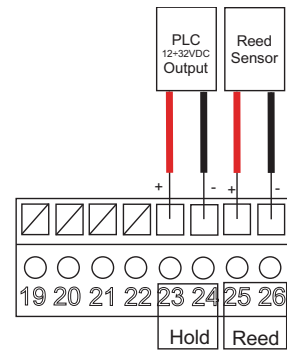 PLC
12÷32VDC
Output
Reed
Sensor
+ - + -
19 20 21 22 23 24 25 26
Hold Reed